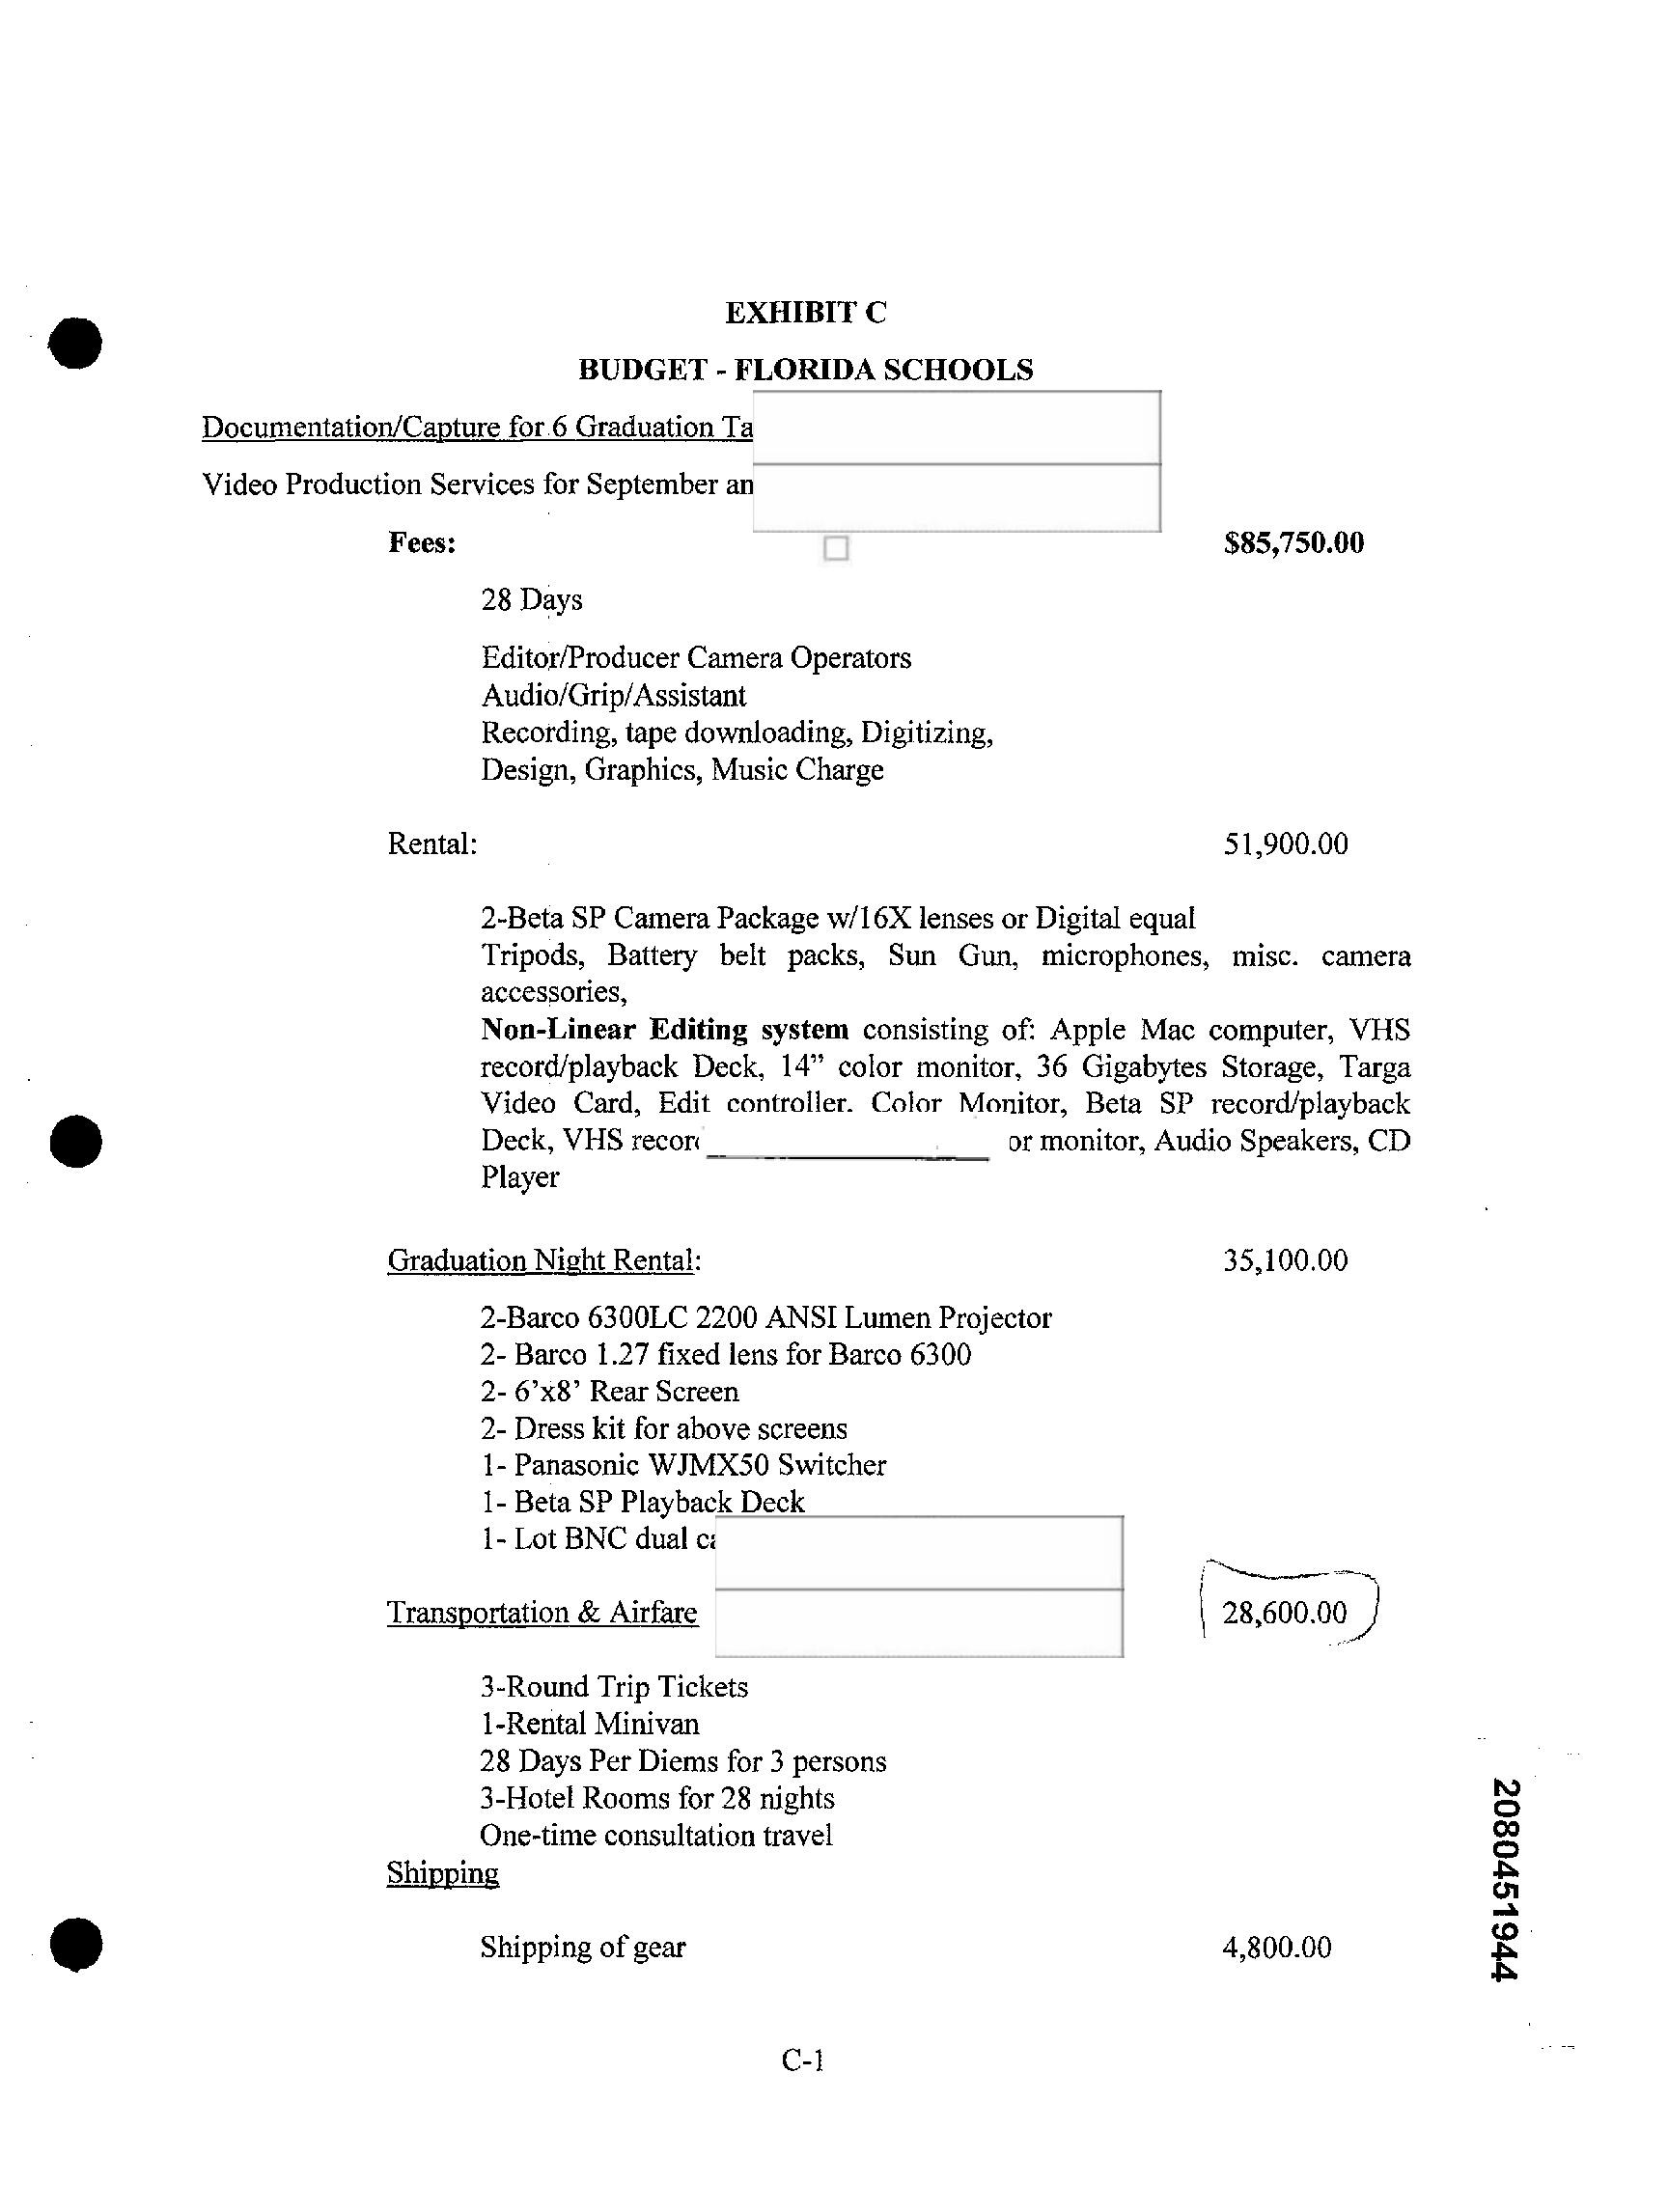 EXHIBIT C
BUDGET - FLORIDA SCHOOLS
Documentation/Capture for 6 Graduation
Video Production Services for September
Fees: $85,750.00
28 Days
Editor/Producer Camera Operators
Audio/Grip/Assistant
Recording, tape downloading, Digitizing,
Design, Graphics, Music Charge
Rental: 51,900.00
2-Beta SP Camera Package w/16X lenses or Digital equal
Tripods, Battery belt packs, Sun Gun, microphones, misc. camera
accessories,
Non-Linear Editing system consisting of: Apple Mac computer, VHS
record/playback Deck, 14” color monitor, 36 Gigabytes Storage, Targa
Video Card, Edit controller. Color Monitor, Beta SP record/playback
Deck, VHS or monitor, Audio Speakers, CD
Player
Graduation Night Rental: 35,100.00
2-Barco 6300LC 2200 ANSI Lumen Projector
2- Barco 1.27 fixed lens for Barco 6300
2- 6’x8’ Rear Screen
2- Dress kit for above screens
1- Panasonic WJMX50 Switcher
1- Beta SP Playback Deck
1- Lot BNC dual
Transportation & Airfare 28,600.00
3-Round Trip Tickets
1-Rental Minivan
28 Days Per Diems for 3 persons
3-Hotel Rooms for 28 nights
One-time consultation travel
Shipping
Shipping of gear 4,800.00
C-1
2080451944